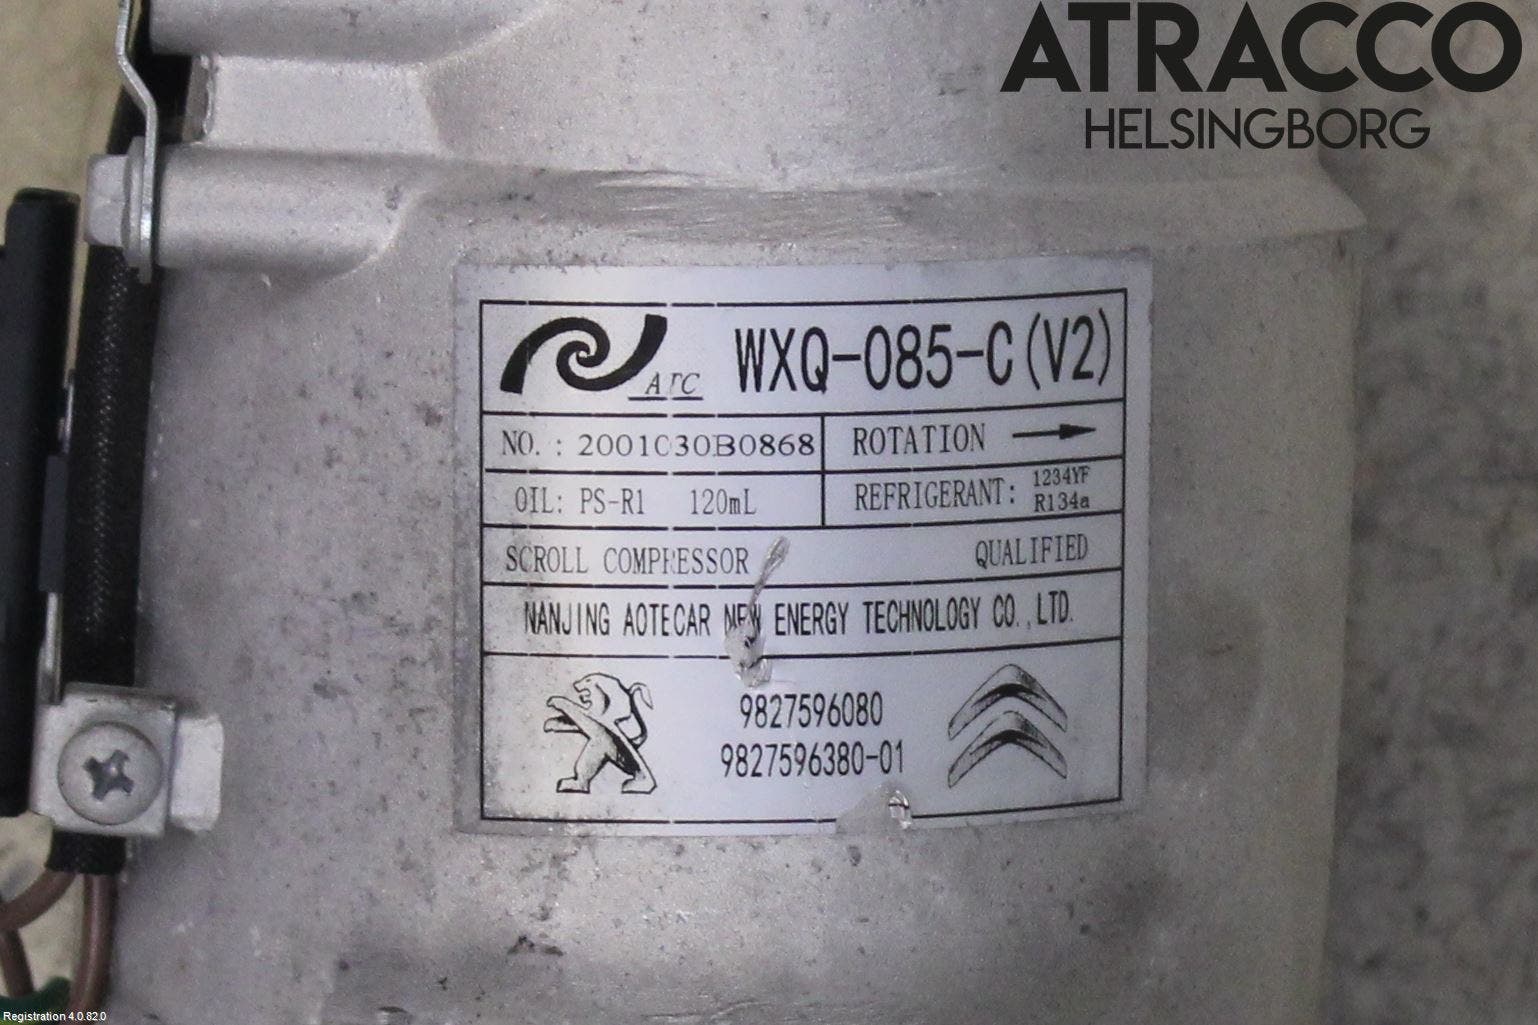 ATRACCO
HELSINGBORG
ATC
WXQ-085-C(V2)
NO.: 2001030B0868
ROTATION
OIL: PS-R1 120mL
REFRIGERANT: 1234YF
R134a
SCROLL COMPRESSOR
QUALIFIED
NANJING AOTECAR NEW ENERGY TECHNOLOGY CO.,LTD.
9827596080
9827596380-01
Registration 4.0.82.0